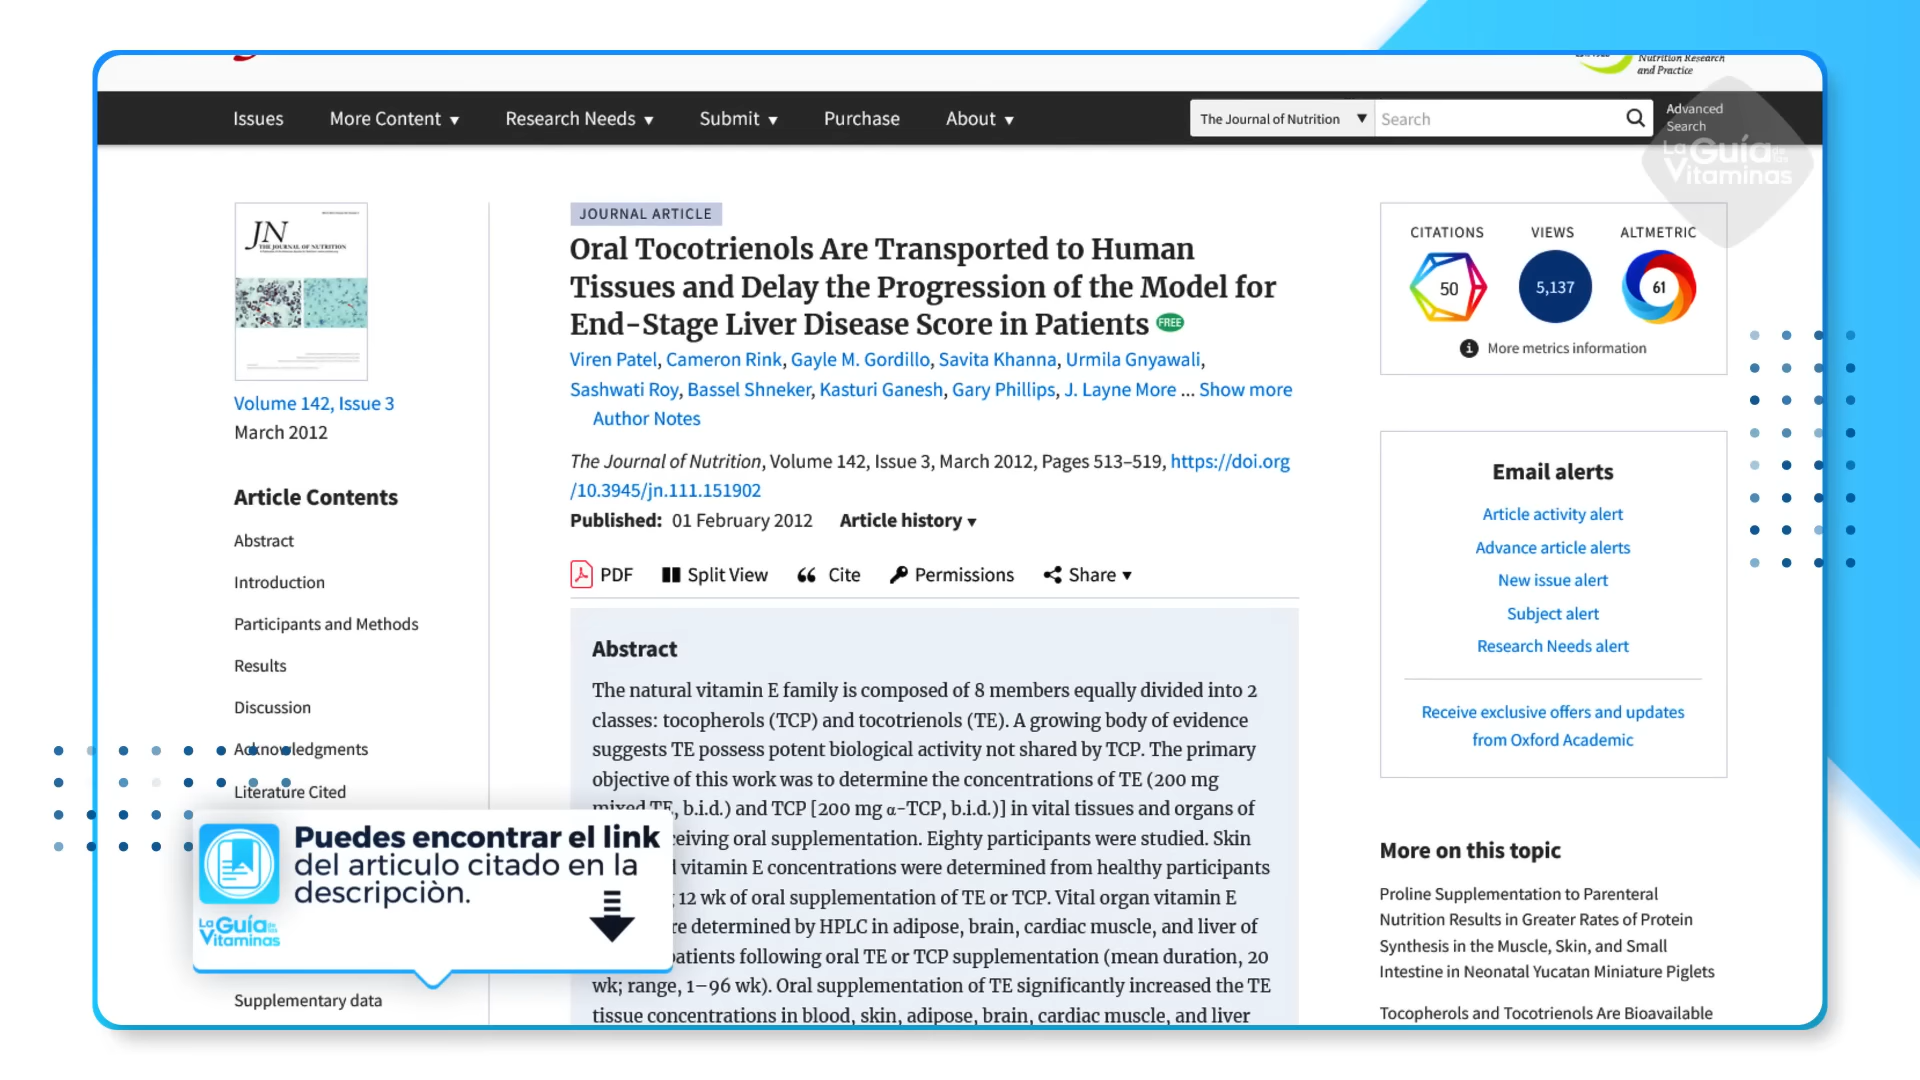 Nutrition Research
and Practice
Issues
More Content
Research Needs
Submit
Purchase
About
The Journal of Nutrition
Search
Advanced
Search
La Guía de las
Vitaminas
JN
THE JOURNAL OF NUTRITION
Volume 142, Issue 3
March 2012
Article Contents
Abstract
Introduction
Participants and Methods
Results
Discussion
Acknowledgments
Literature Cited
Supplementary data
JOURNAL ARTICLE
Oral Tocotrienols Are Transported to Human
Tissues and Delay the Progression of the Model for
End-Stage Liver Disease Score in Patients FREE
Viren Patel, Cameron Rink, Gayle M. Gordillo, Savita Khanna, Urmila Gnyawali,
Sashwati Roy, Bassel Shneker, Kasturi Ganesh, Gary Phillips, J. Layne More ... Show more
Author Notes
The Journal of Nutrition, Volume 142, Issue 3, March 2012, Pages 513–519, https://doi.org
/10.3945/jn.111.151902
Published: 01 February 2012 Article history
PDF
Split View
Cite
Permissions
Share
Abstract
The natural vitamin E family is composed of 8 members equally divided into 2
classes: tocopherols (TCP) and tocotrienols (TE). A growing body of evidence
suggests TE possess potent biological activity not shared by TCP. The primary
objective of this work was to determine the concentrations of TE (200 mg
mixed TE, b.i.d.) and TCP [200 mg α-TCP, b.i.d.)] in vital tissues and organs of
ceiving oral supplementation. Eighty participants were studied. Skin
vitamin E concentrations were determined from healthy participants
12 wk of oral supplementation of TE or TCP. Vital organ vitamin E
re determined by HPLC in adipose, brain, cardiac muscle, and liver of
patients following oral TE or TCP supplementation (mean duration, 20
wk; range, 1–96 wk). Oral supplementation of TE significantly increased the TE
tissue concentrations in blood, skin, adipose, brain, cardiac muscle, and liver
Puedes encontrar el link
del articulo citado en la
descripciòn.
La Guía de las
Vitaminas
CITATIONS
VIEWS
ALTMETRIC
50
5,137
61
More metrics information
Email alerts
Article activity alert
Advance article alerts
New issue alert
Subject alert
Research Needs alert
Receive exclusive offers and updates
from Oxford Academic
More on this topic
Proline Supplementation to Parenteral
Nutrition Results in Greater Rates of Protein
Synthesis in the Muscle, Skin, and Small
Intestine in Neonatal Yucatan Miniature Piglets
Tocopherols and Tocotrienols Are Bioavailable